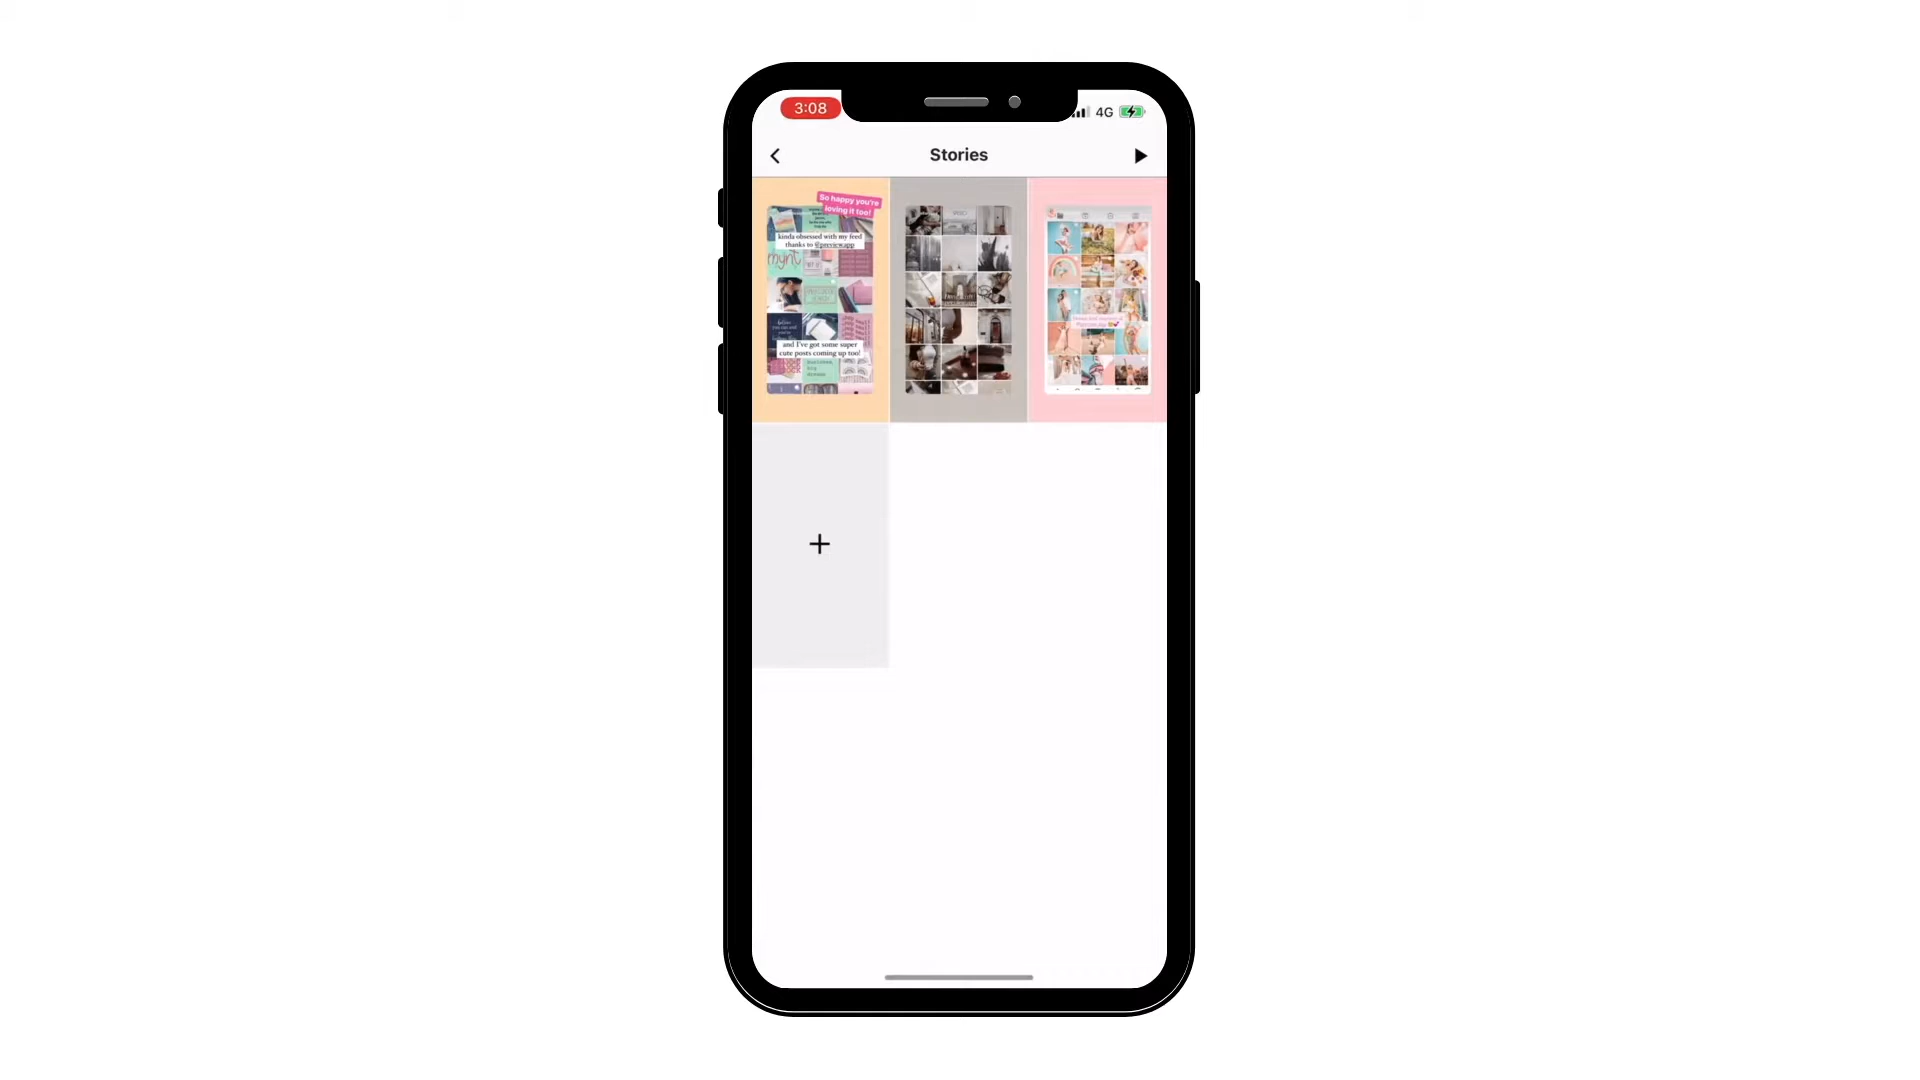 3:08
4G
Stories
So happy you're
loving it too!
kinda obsessed with my feed
thanks to @previewapp
mynt
and I've got some super
cute posts coming up too!